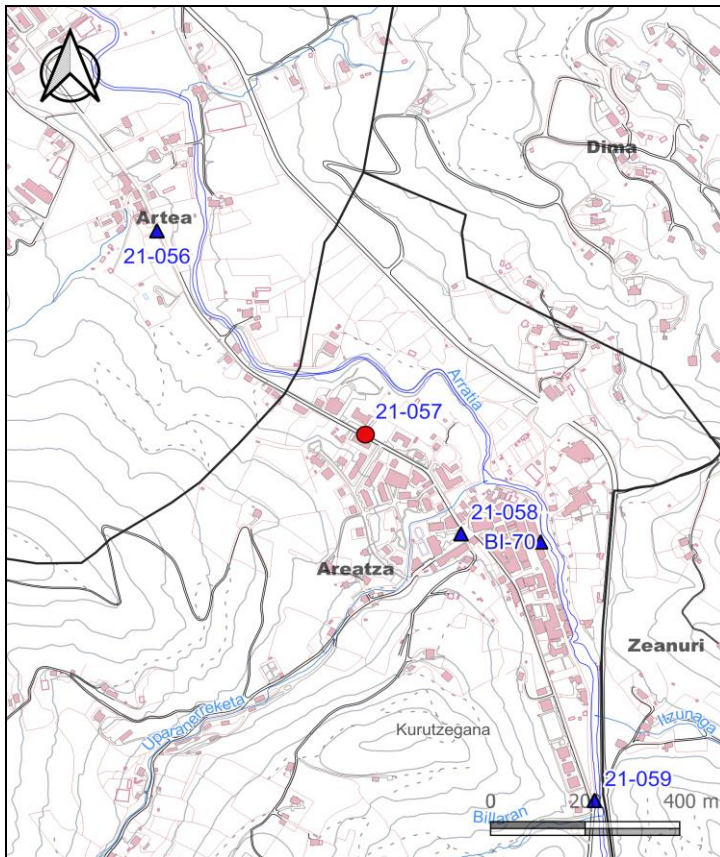 Dima
Artea
21-056
Arratia
21-057
21-058
BI-70
Areatza
Zeanuri
Uparanerreketa
Kurutzegana
Itzunaga
21-059
Billaran
0 200 400 m